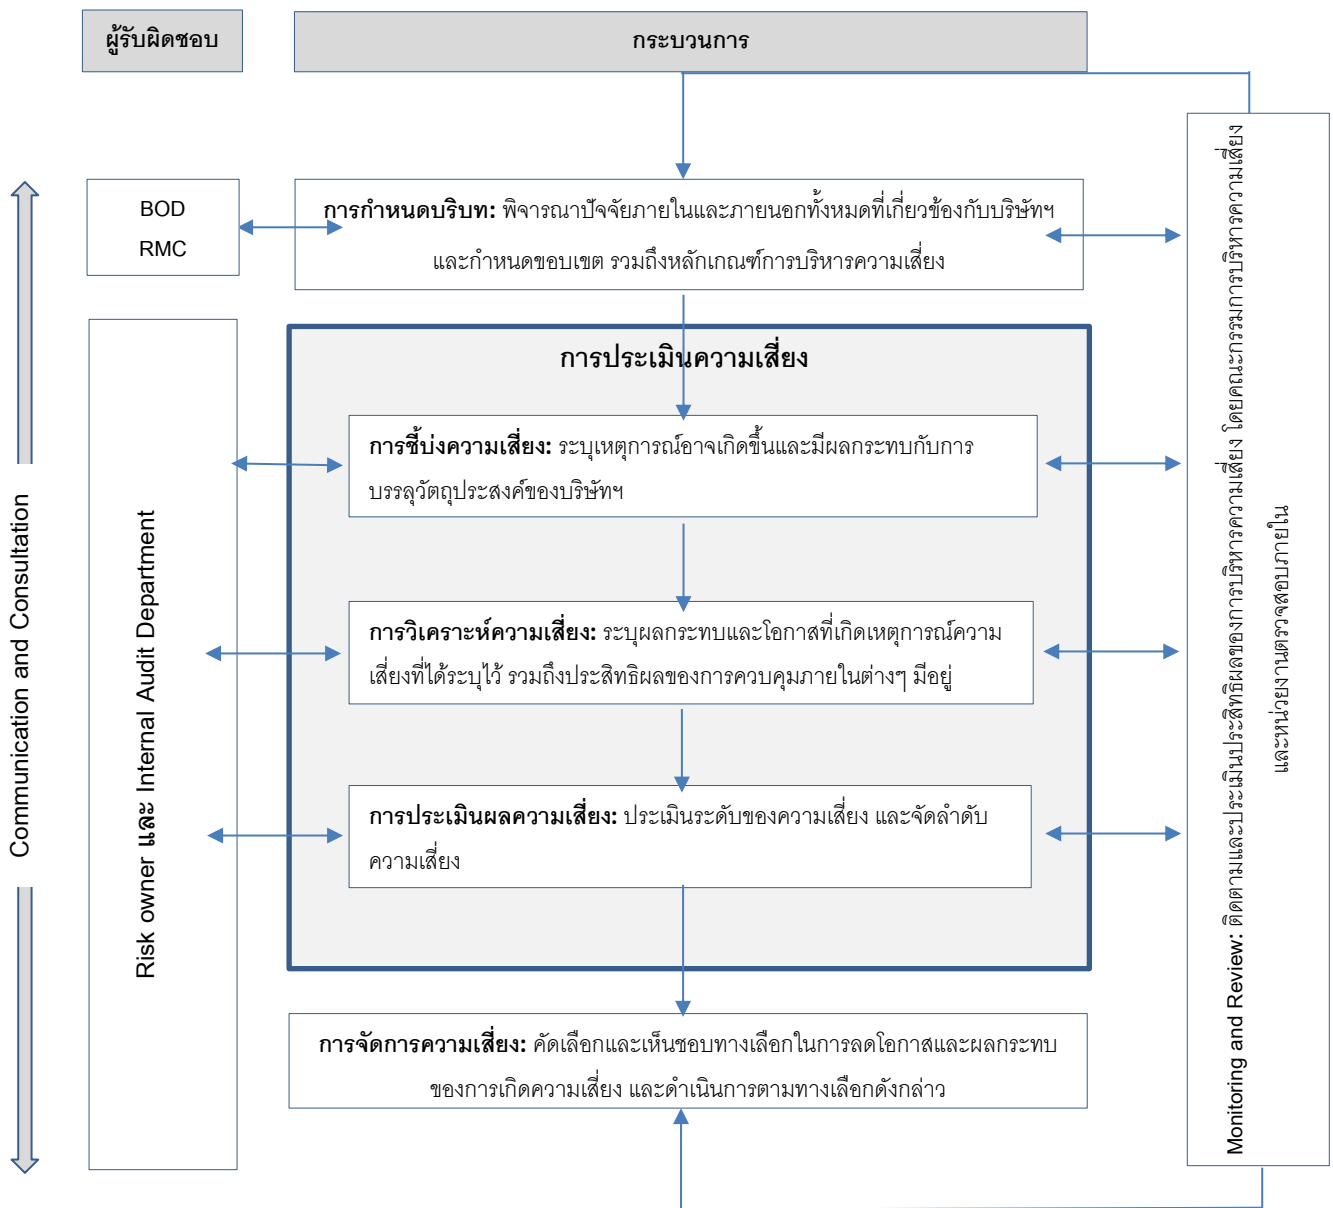 ผู้รับผิดชอบ
กระบวนการ
BOD
RMC
การกำหนดบริบท: พิจารณาปัจจัยภายในและภายนอกทั้งหมดที่เกี่ยวข้องกับบริษัทฯ
และกำหนดขอบเขต รวมถึงหลักเกณฑ์การบริหารความเสี่ยง
การประเมินความเสี่ยง
การชี้บ่งความเสี่ยง: ระบุเหตุการณ์อาจเกิดขึ้นและมีผลกระทบกับการ
บรรลุวัตถุประสงค์ของบริษัทฯ
การวิเคราะห์ความเสี่ยง: ระบุผลกระทบและโอกาสที่เกิดเหตุการณ์ความ
เสี่ยงที่ได้ระบุไว้ รวมถึงประสิทธิผลของการควบคุมภายในต่างๆ มีอยู่
การประเมินผลความเสี่ยง: ประเมินระดับของความเสี่ยง และจัดลำดับ
ความเสี่ยง
การจัดการความเสี่ยง: คัดเลือกและเห็นชอบทางเลือกในการลดโอกาสและผลกระทบ
ของการเกิดความเสี่ยง และดำเนินการตามทางเลือกดังกล่าว
Communication and Consultation
Risk owner และ Internal Audit Department
Monitoring and Review: ติดตามและประเมินประสิทธิผลของการบริหารความเสี่ยง โดยคณะกรรมการบริหารความเสี่ยง
และหน่วยงานตรวจสอบภายใน